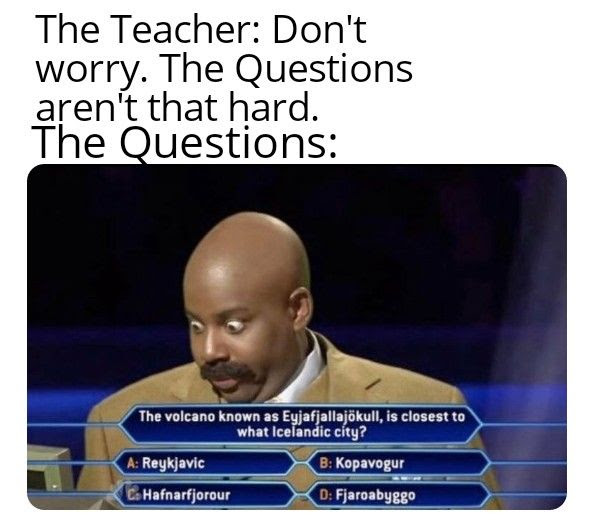 The Teacher: Don't
worry. The Questions
aren't that hard.
The Questions:
The volcano known as Eyjafjallajökull, is closest to
what Icelandic city?
A: Reykjavic
B: Kopavogur
C: Hafnarfjorour
D: Fjaroabyggo